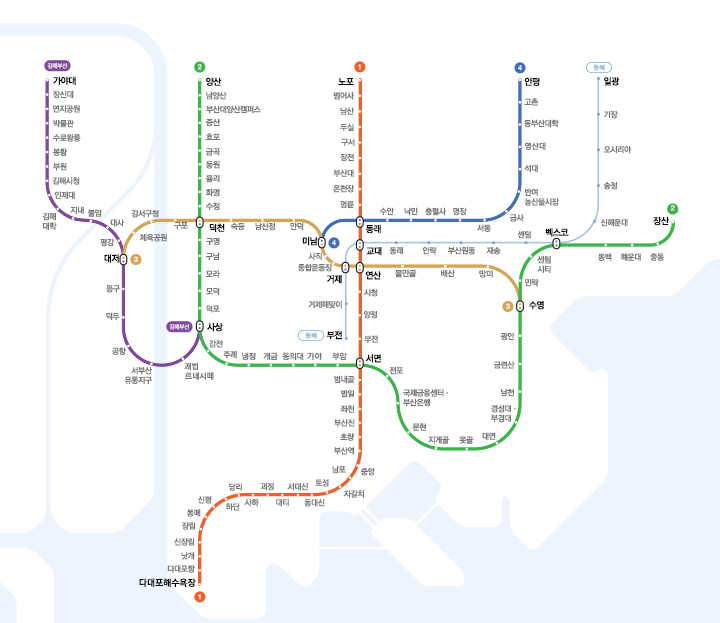 김해부산
가야대
장신대
연지공원
박물관
수로왕릉
봉황
부원
김해시청
인제대
김해
대학
지내
불암
대사
평강
대저
3
등구
덕두
공항
서부산
유통지구
괘법
르네시떼
김해부산
사상
2
양산
남양산
부산대양산캠퍼스
증산
호포
금곡
동원
율리
화명
수정
덕천
구명
구남
모라
모덕
덕포
감전
주례
냉정
개금
동의대
가야
부암
서면
전포
국제금융센터·
부산은행
문현
지게골
못골
대연
경성대·
부경대
남천
금련산
광안
3
수영
민락
센텀
시티
벡스코
동백
해운대
중동
장산
2
강서구청
체육공원
구포
숙등
남산정
만덕
미남
4
사직
종합운동장
거제
연산
물만골
배산
망미
1
노포
범어사
남산
두실
구서
장전
부산대
온천장
명륜
동래
교대
시청
양정
부전
범내골
범일
좌천
부산진
초량
부산역
중앙
남포
자갈치
토성
동대신
서대신
대티
괴정
사하
당리
하단
신평
동매
장림
신장림
낫개
다대포항
다대포해수욕장
1
4
안평
고촌
동부산대학
영산대
석대
반여
농산물시장
금사
서동
명장
충렬사
낙민
수안
동해
일광
기장
오시리아
송정
신해운대
센텀
재송
부산원동
안락
동래
거제해맞이
동해
부전